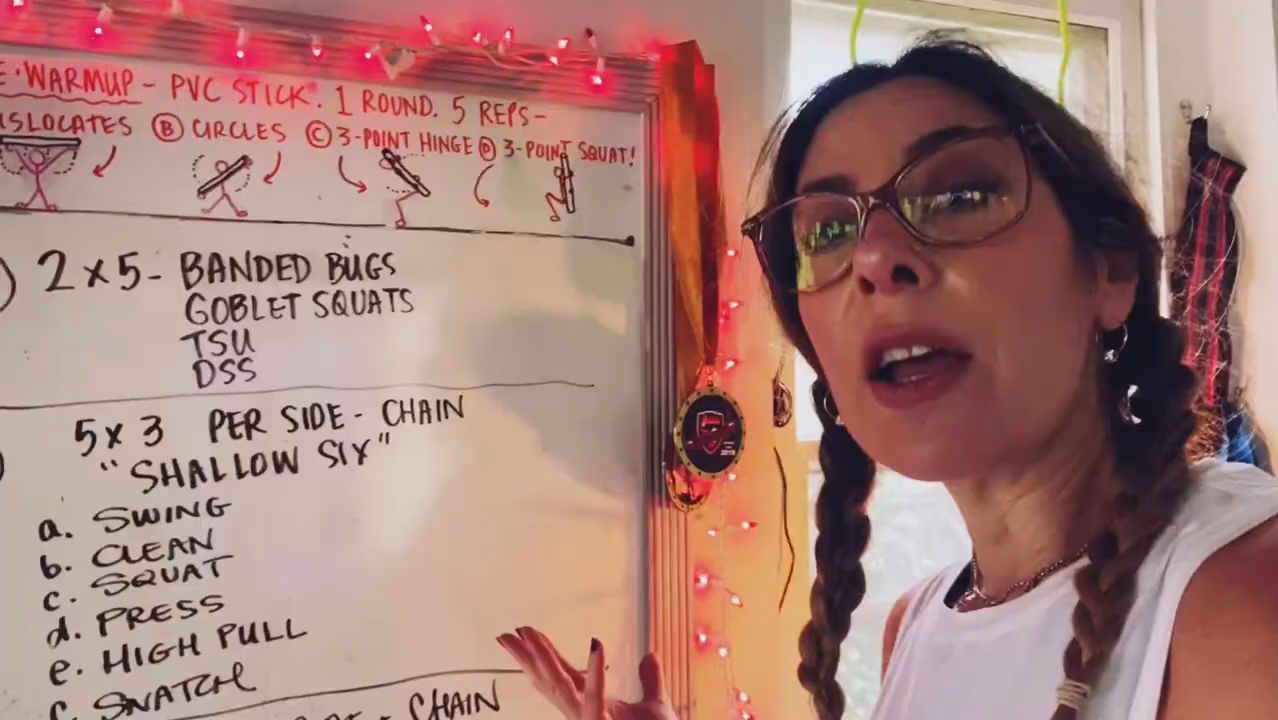 E·WARMUP - PVC STICK. 1 ROUND. 5 REPS-
ISLOCATES Ⓑ CIRCLES Ⓒ 3-POINT HINGE Ⓓ 3-POINT SQUAT!
) 2 x 5 - BANDED BUGS
GOBLET SQUATS
TSU
DSS
5 x 3 PER SIDE - CHAIN
"SHALLOW SIX"
a. SWING
b. CLEAN
c. SQUAT
d. PRESS
e. HIGH PULL
f. SNATCH
- CHAIN